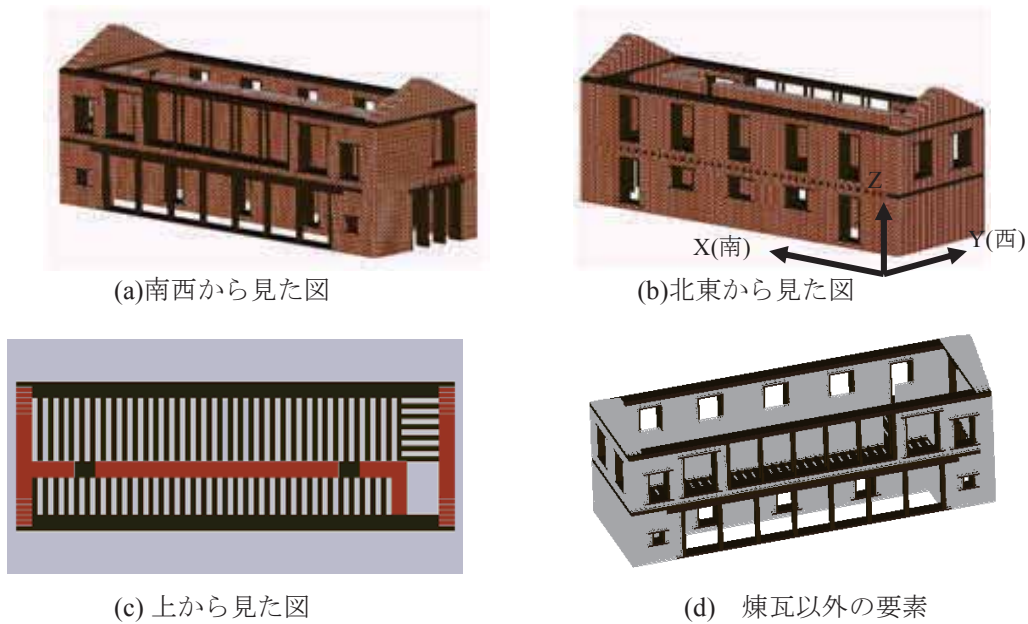 Z
X(南)
Y(西)
(a)南西から見た図
(b)北東から見た図
(c) 上から見た図
(d) 煉瓦以外の要素